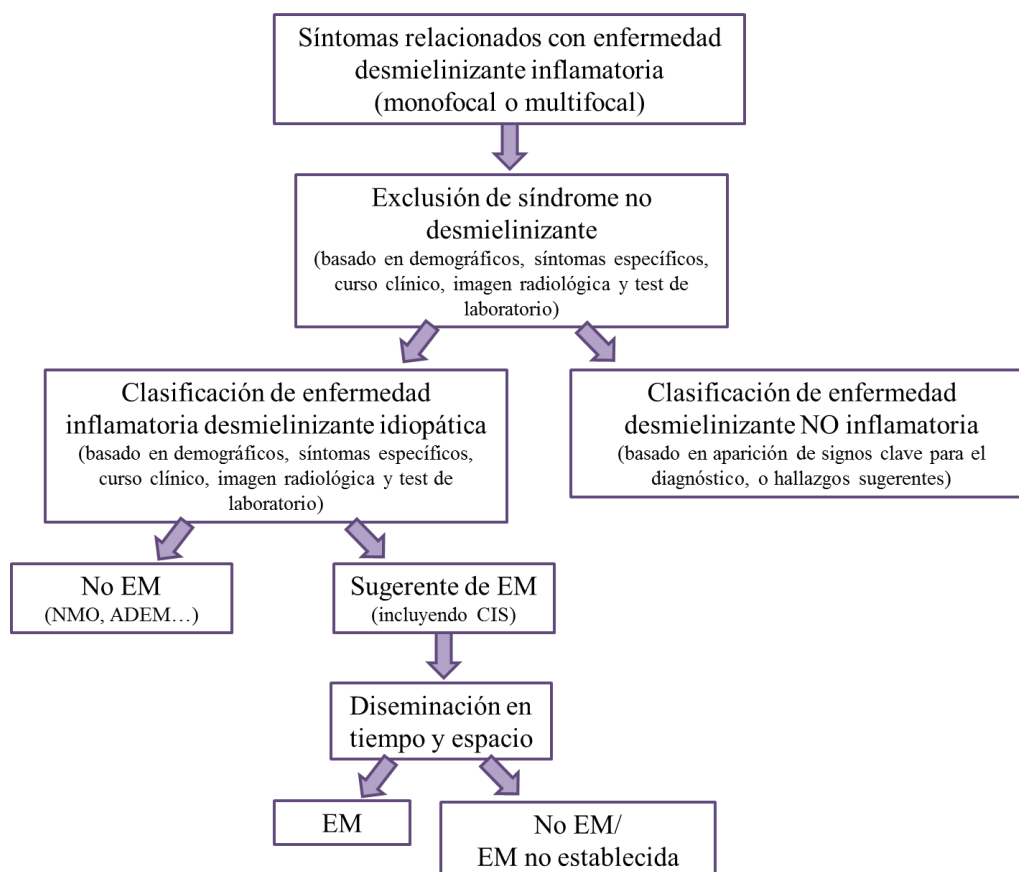 Síntomas relacionados con enfermedad
desmielinizante inflamatoria
(monofocal o multifocal)
Exclusión de síndrome no
desmielinizante
(basado en demográficos, síntomas específicos,
curso clínico, imagen radiológica y test de
laboratorio)
Clasificación de enfermedad
inflamatoria desmielinizante idiopática
(basado en demográficos, síntomas específicos,
curso clínico, imagen radiológica y test de
laboratorio)
Clasificación de enfermedad
desmielinizante NO inflamatoria
(basado en aparición de signos clave para el
diagnóstico, o hallazgos sugerentes)
No EM
(NMO, ADEM…)
Sugerente de EM
(incluyendo CIS)
Diseminación en
tiempo y espacio
EM
No EM/
EM no establecida